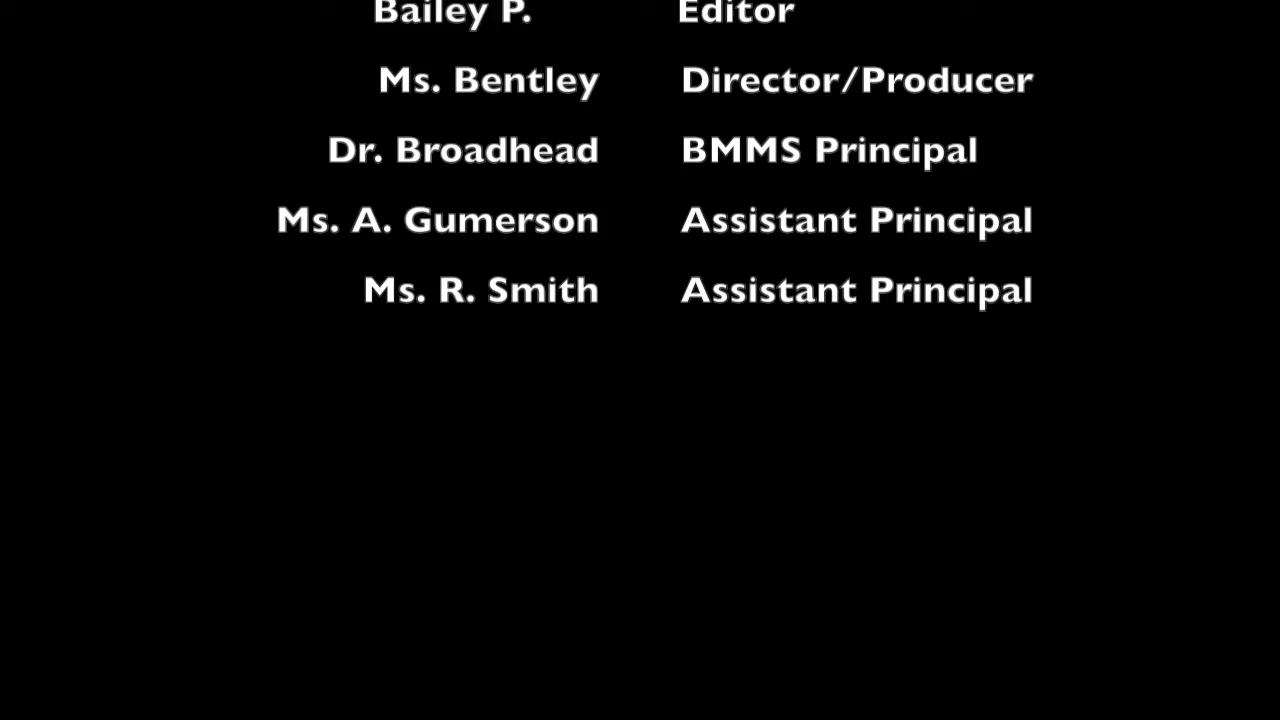 Bailey P. Editor
Ms. Bentley Director/Producer
Dr. Broadhead BMMS Principal
Ms. A. Gumerson Assistant Principal
Ms. R. Smith Assistant Principal